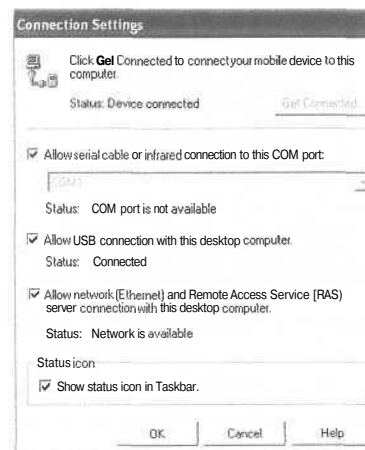 Connection Settings
Click Gel Connected to connect your mobile device to this
computer.
Status: Device connected
Get Connected...
Allow serial cable or infrared connection to this COM port:
COM1
Status: COM port is not available
Allow USB connection with this desktop computer.
Status: Connected
Allow network (Ethernet) and Remote Access Service [RAS)
server connection with this desktop computer.
Status: Network is available
Status icon
Show status icon in Taskbar.
OK Cancel Help